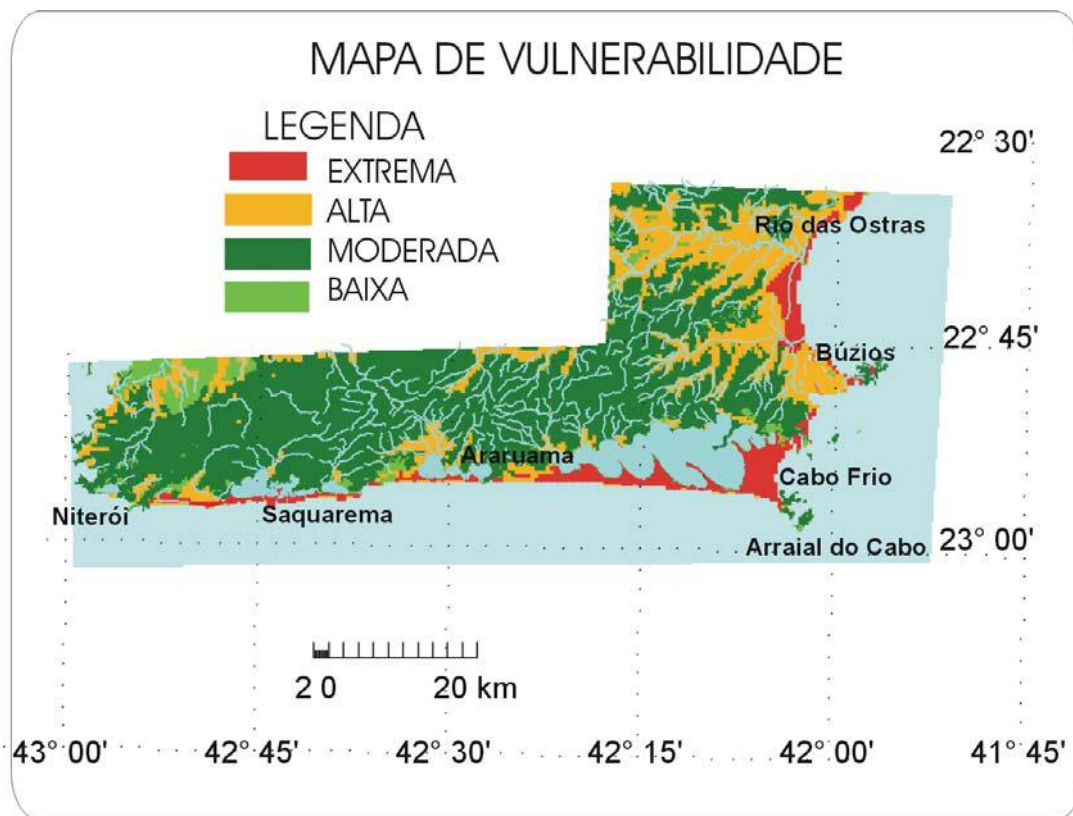 MAPA DE VULNERABILIDADE
LEGENDA
EXTREMA
ALTA
MODERADA
BAIXA
22° 30'
Rio das Ostras
22° 45'
Búzios
Araruama
Cabo Frio
Niterói
Saquarema
Arraial do Cabo
23° 00'
2 0 20 km
43° 00' 42° 45' 42° 30' 42° 15' 42° 00' 41° 45'